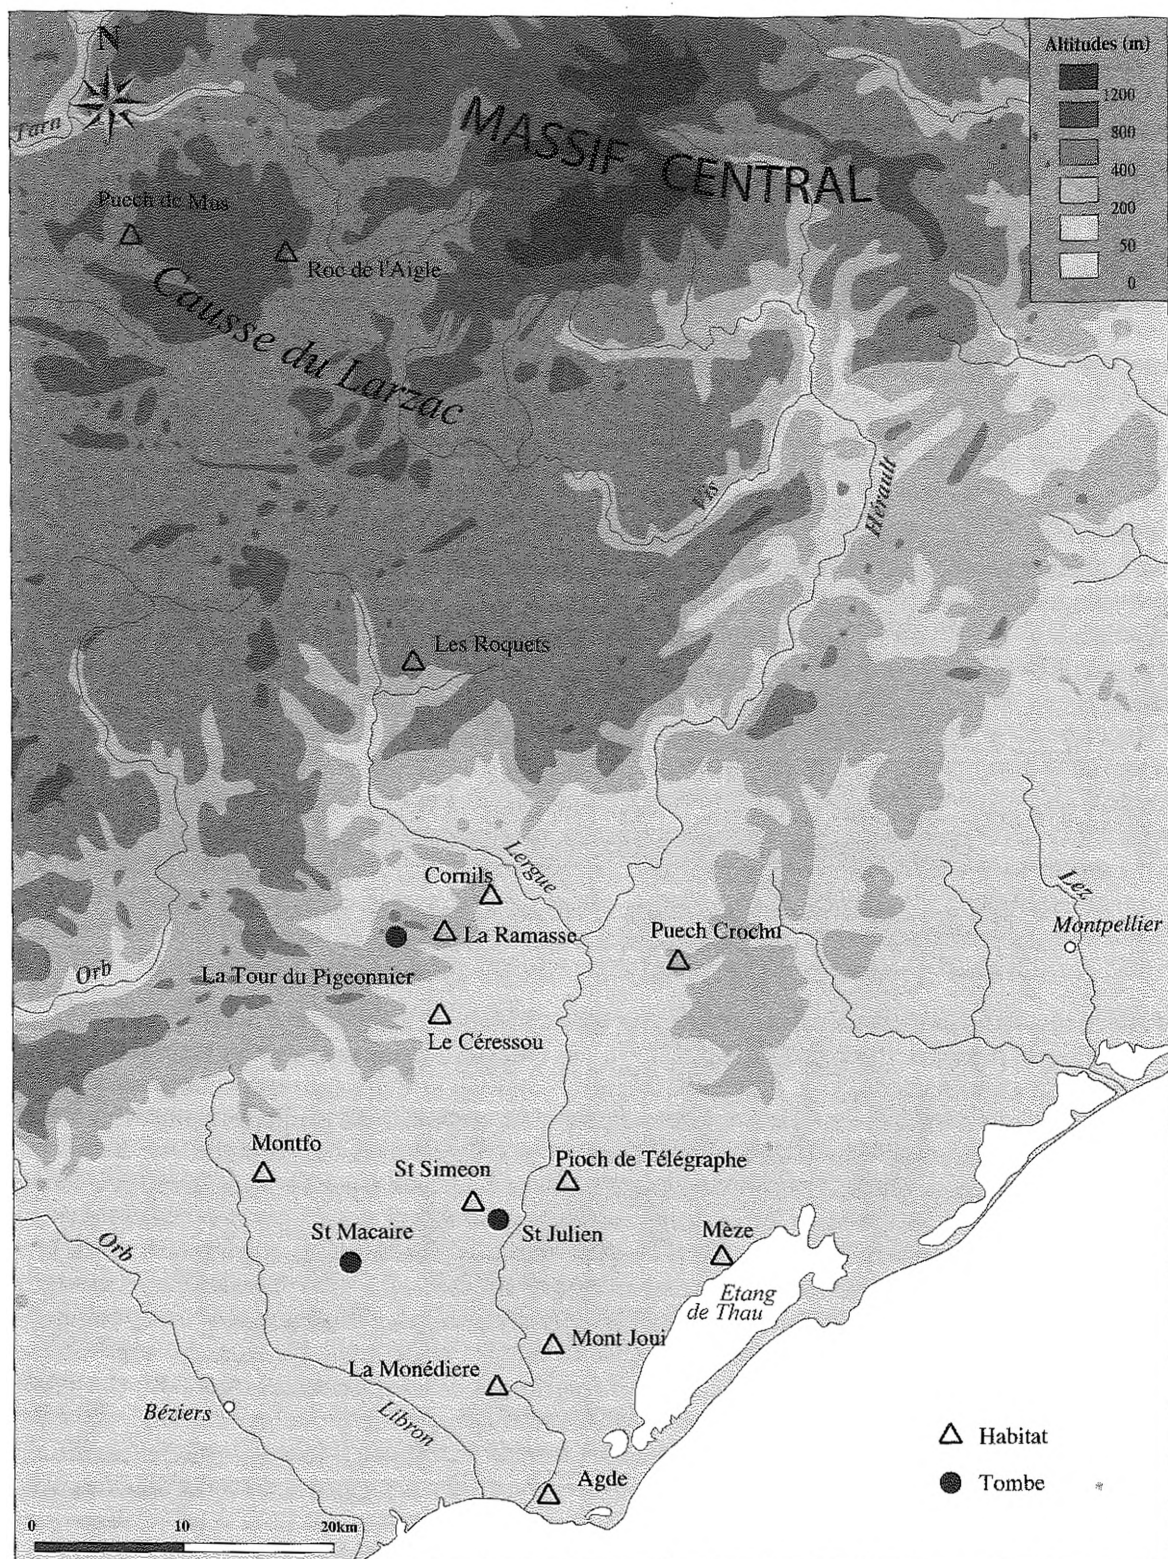 N
Altitudes (m)
1200
800
400
200
50
0
Tarn
MASSIF CENTRAL
Puech de Mus
Roc de l'Aigle
Causse du Larzac
Vis
Hérault
Les Roquets
Lergue
Cornils
La Ramasse
Puech Crochu
Lez
Montpellier
Orb
La Tour du Pigeonnier
Le Céressou
Montfo
St Simeon
Pioch de Télégraphe
St Macaire
St Julien
Mèze
Orb
Etang
de Thau
Mont Joui
La Monédiere
Béziers
Libron
Agde
Habitat
Tombe
0 10 20km